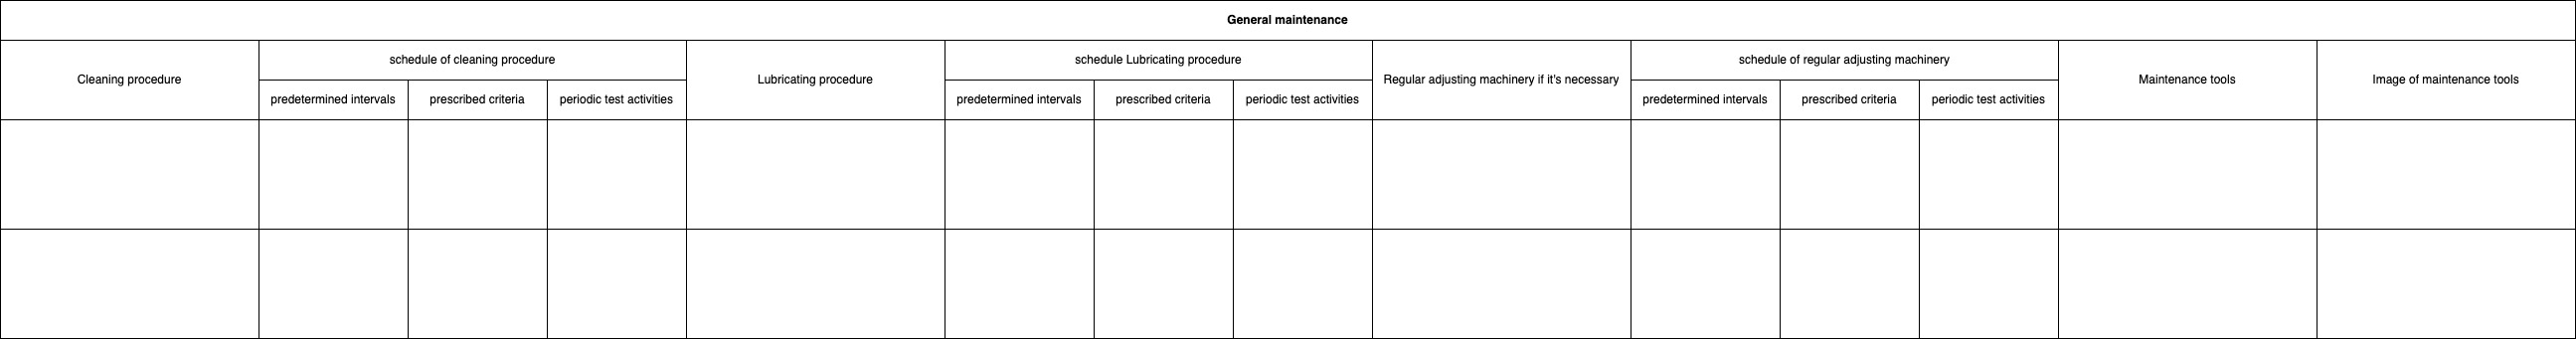 General maintenance
Cleaning procedure
schedule of cleaning procedure
predetermined intervals
prescribed criteria
periodic test activities
Lubricating procedure
schedule Lubricating procedure
predetermined intervals
prescribed criteria
periodic test activities
Regular adjusting machinery if it's necessary
schedule of regular adjusting machinery
predetermined intervals
prescribed criteria
periodic test activities
Maintenance tools
Image of maintenance tools